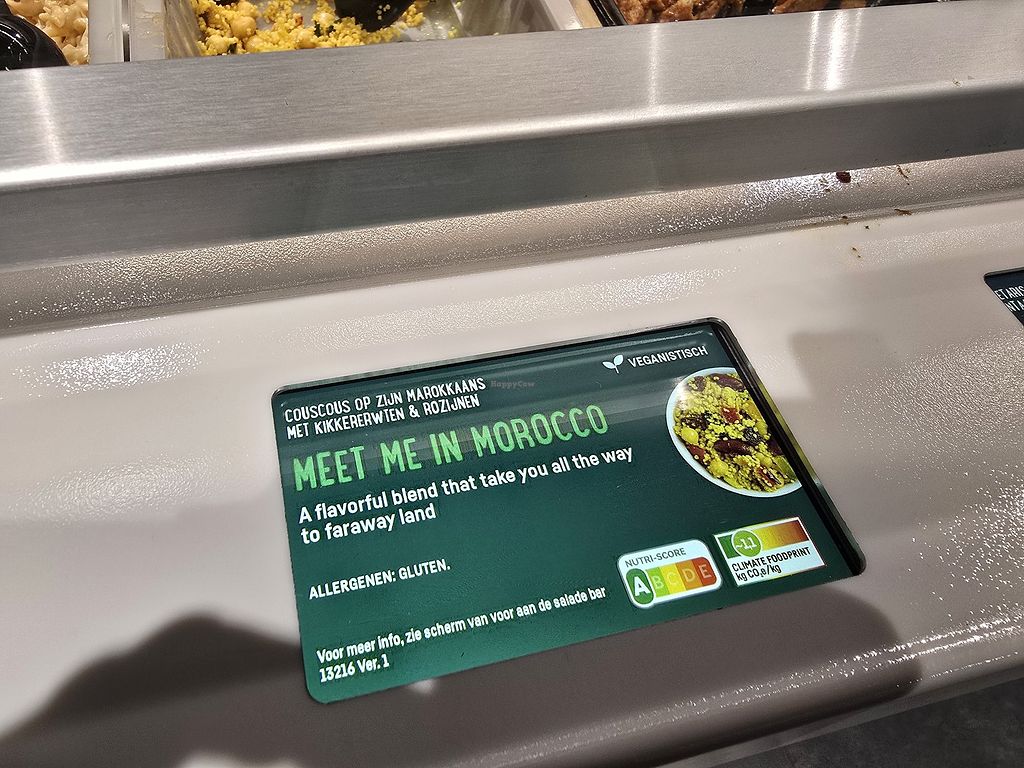 VEGANISTISCH
COUSCOUS OP ZIJN MAROKKAANS
MET KIKKERERWTEN & ROZIJNEN
MEET ME IN MOROCCO
A flavorful blend that take you all the way
to faraway land
ALLERGENEN: GLUTEN.
NUTRI-SCORE
A B C D E
CLIMATE FOODPRINT
kg CO₂e/kg
Voor meer info, zie scherm van voor aan de salade bar
13216 Ver. 1
HappyCow